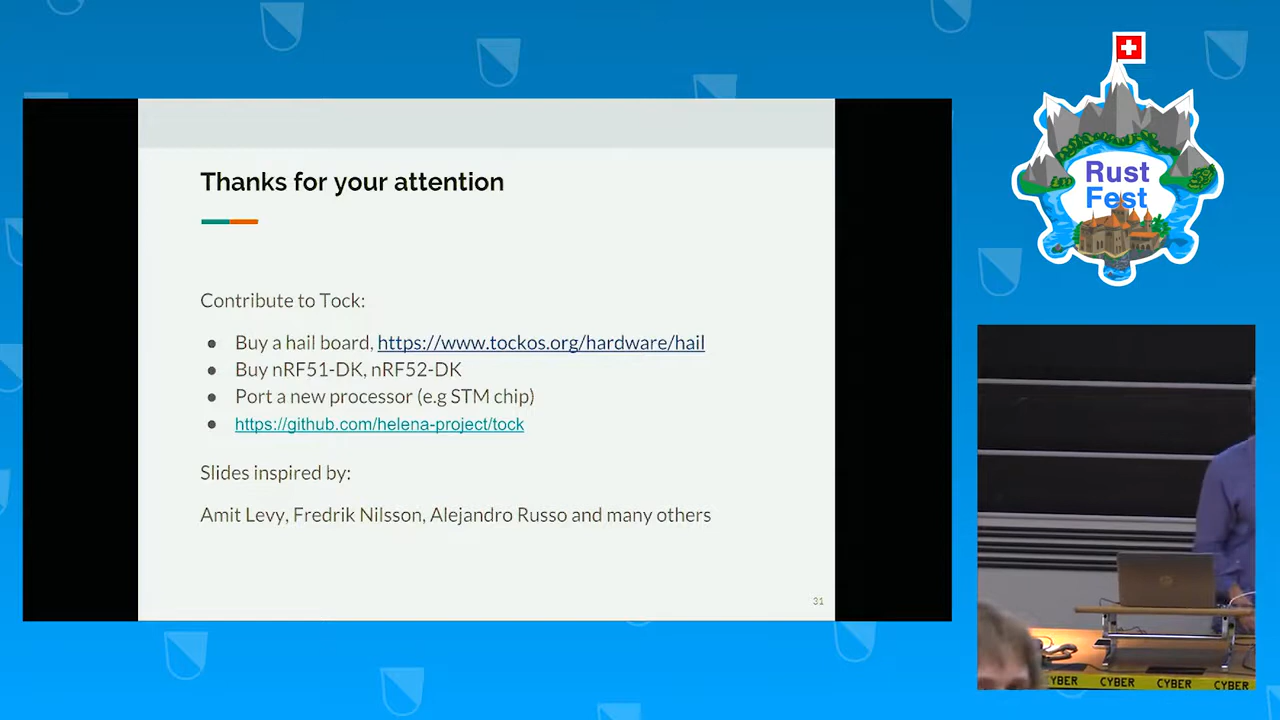 Thanks for your attention
Contribute to Tock:
● Buy a hail board, https://www.tockos.org/hardware/hail
● Buy nRF51-DK, nRF52-DK
● Port a new processor (e.g STM chip)
● https://github.com/helena-project/tock
Slides inspired by:
Amit Levy, Fredrik Nilsson, Alejandro Russo and many others
31
Rust
Fest
CYBER CYBER CYBER